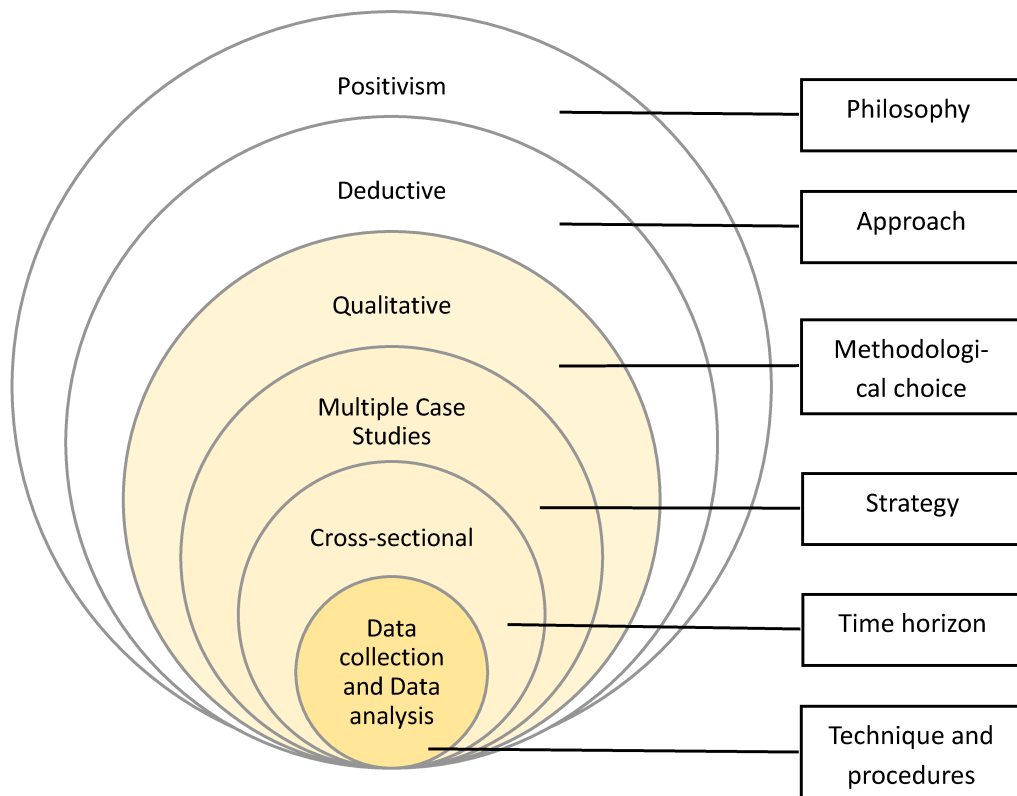 Positivism
Philosophy
Deductive
Approach
Qualitative
Methodologi-
cal choice
Multiple Case
Studies
Strategy
Cross-sectional
Time horizon
Data
collection
and Data
analysis
Technique and
procedures